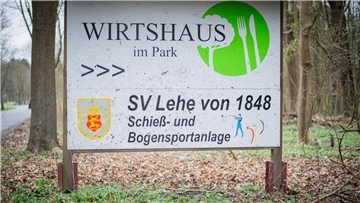 WIRTSHAUS
im Park
>>>
SV Lehe von 1848
Schieß- und
Bogensportanlage